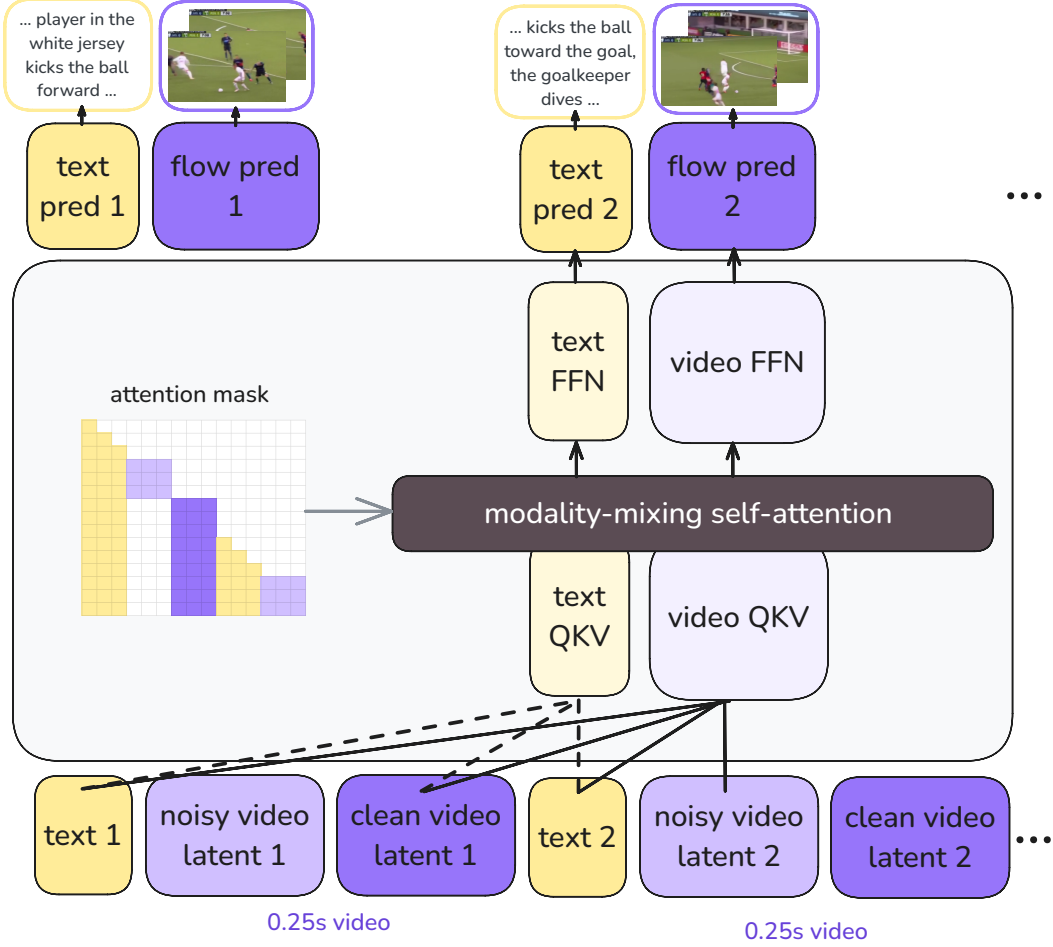 ... player in the
white jersey
kicks the ball
forward ...
... kicks the ball
toward the goal,
the goalkeeper
dives ...
text
pred 1
flow pred
1
text
pred 2
flow pred
2
...
text
FFN
video FFN
attention mask
modality-mixing self-attention
text
QKV
video QKV
text 1
noisy video
latent 1
clean video
latent 1
text 2
noisy video
latent 2
clean video
latent 2
...
0.25s video
0.25s video